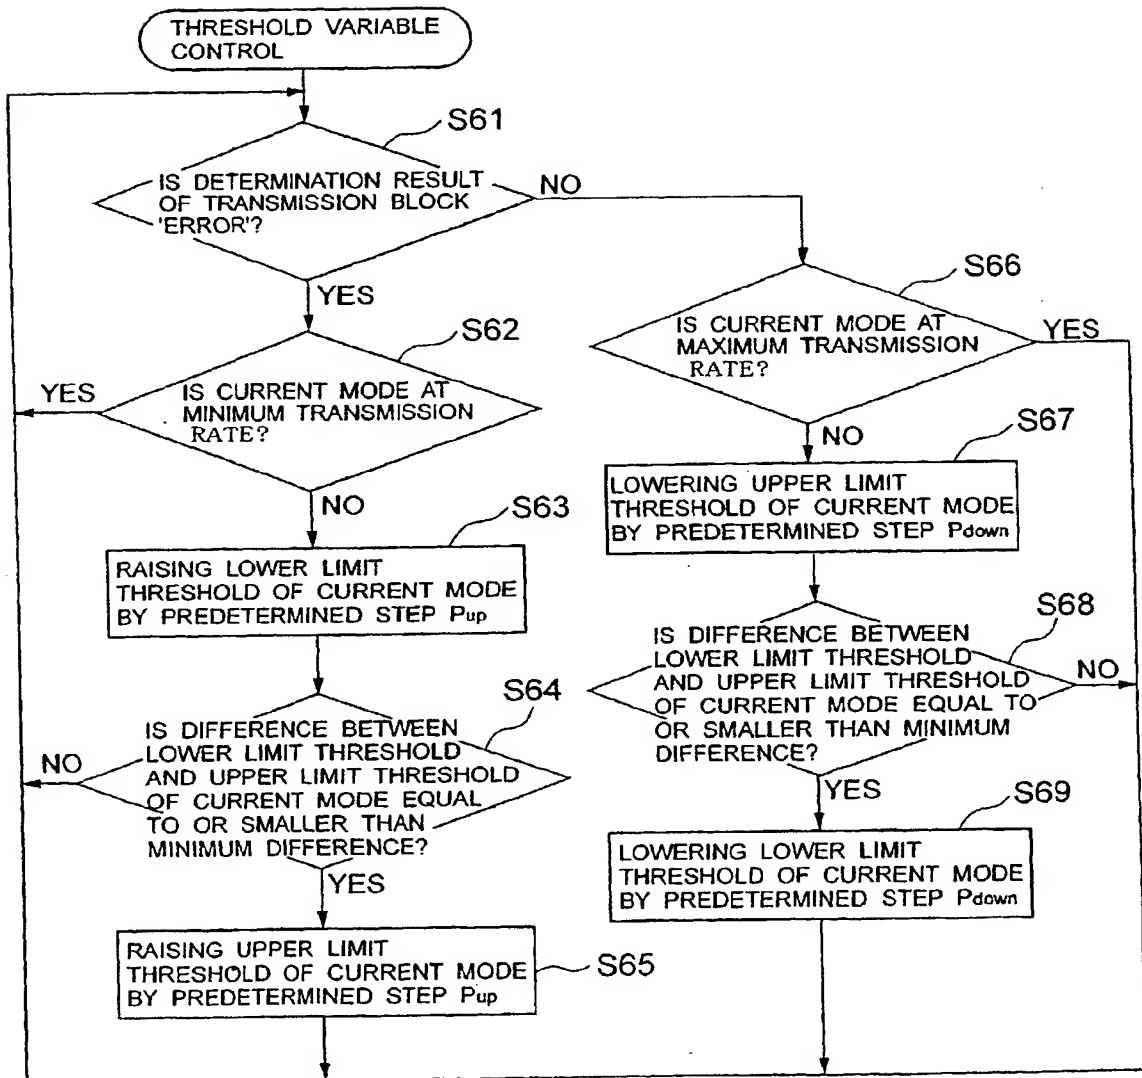 THRESHOLD VARIABLE
CONTROL
S61
IS DETERMINATION RESULT
OF TRANSMISSION BLOCK
'ERROR'?
NO
YES
S62
IS CURRENT MODE AT
MINIMUM TRANSMISSION
RATE?
YES
NO
S63
RAISING LOWER LIMIT
THRESHOLD OF CURRENT MODE
BY PREDETERMINED STEP Pup
S64
IS DIFFERENCE BETWEEN
LOWER LIMIT THRESHOLD
AND UPPER LIMIT THRESHOLD
OF CURRENT MODE EQUAL
TO OR SMALLER THAN
MINIMUM DIFFERENCE?
NO
YES
RAISING UPPER LIMIT
THRESHOLD OF CURRENT MODE
BY PREDETERMINED STEP Pup
S65
S66
IS CURRENT MODE AT
MAXIMUM TRANSMISSION
RATE?
YES
NO
S67
LOWERING UPPER LIMIT
THRESHOLD OF CURRENT MODE
BY PREDETERMINED STEP Pdown
S68
IS DIFFERENCE BETWEEN
LOWER LIMIT THRESHOLD
AND UPPER LIMIT THRESHOLD
OF CURRENT MODE EQUAL TO
OR SMALLER THAN MINIMUM
DIFFERENCE?
NO
YES
S69
LOWERING LOWER LIMIT
THRESHOLD OF CURRENT MODE
BY PREDETERMINED STEP Pdown